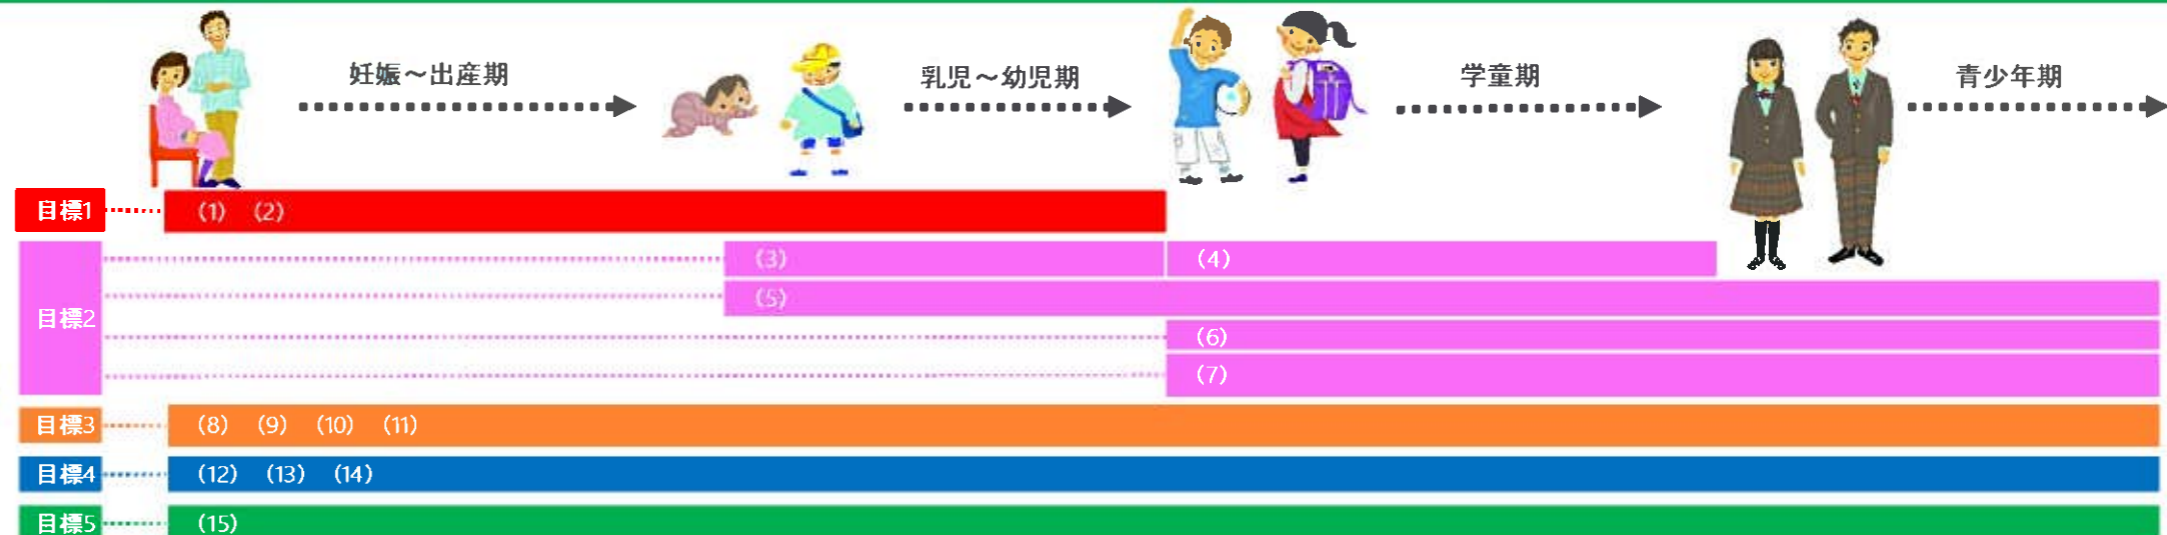 妊娠～出産期
乳児～幼児期
学童期
青少年期
目標1
（1）（2）
目標2
（3）
（4）
（5）
（6）
（7）
目標3
（8）（9）（10）（11）
目標4
（12）（13）（14）
目標5
（15）